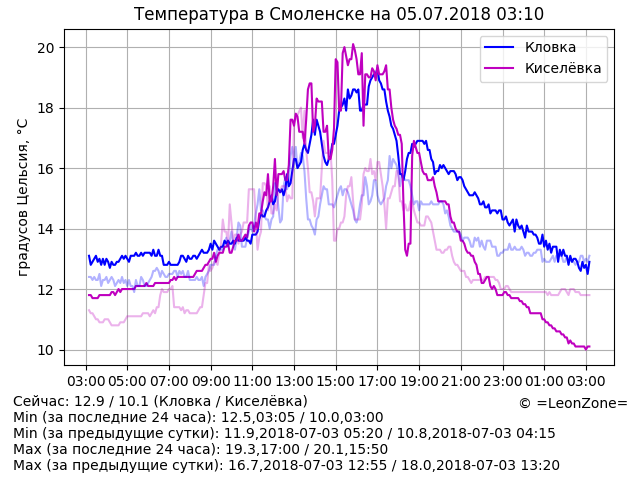 Температура в Смоленске на 05.07.2018 03:10
Кловка
Киселёвка
градусов Цельсия, °C
20
18
16
14
12
10
03:00 05:00 07:00 09:00 11:00 13:00 15:00 17:00 19:00 21:00 23:00 01:00 03:00
Сейчас: 12.9 / 10.1 (Кловка / Киселёвка)
© =LeonZone=
Min (за последние 24 часа): 12.5,03:05 / 10.0,03:00
Min (за предыдущие сутки): 11.9,2018-07-03 05:20 / 10.8,2018-07-03 04:15
Max (за последние 24 часа): 19.3,17:00 / 20.1,15:50
Max (за предыдущие сутки): 16.7,2018-07-03 12:55 / 18.0,2018-07-03 13:20